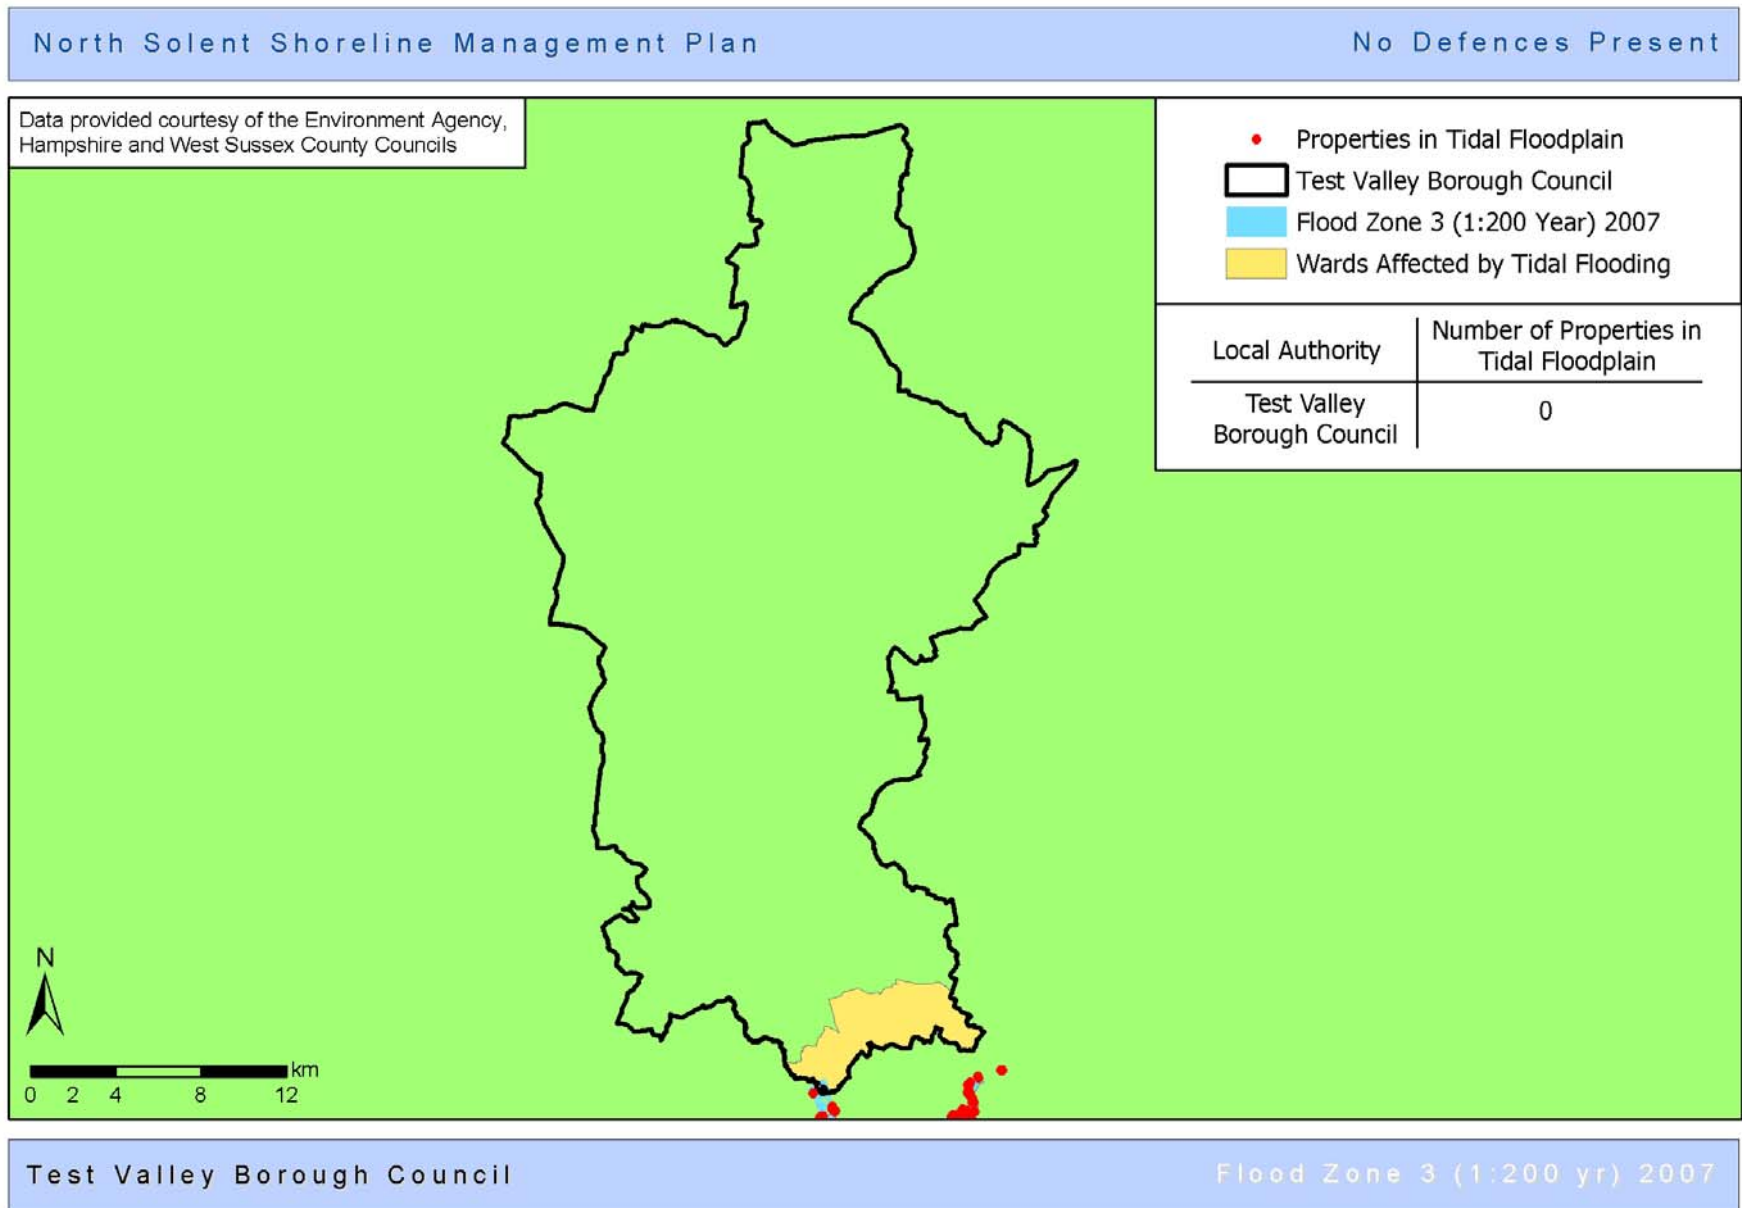 North Solent Shoreline Management Plan
No Defences Present
Data provided courtesy of the Environment Agency,
Hampshire and West Sussex County Councils
Properties in Tidal Floodplain
Test Valley Borough Council
Flood Zone 3 (1:200 Year) 2007
Wards Affected by Tidal Flooding
Local Authority
Number of Properties in
Tidal Floodplain
Test Valley
Borough Council
0
N
km
0 2 4 8 12
Test Valley Borough Council
Flood Zone 3 (1:200 yr) 2007